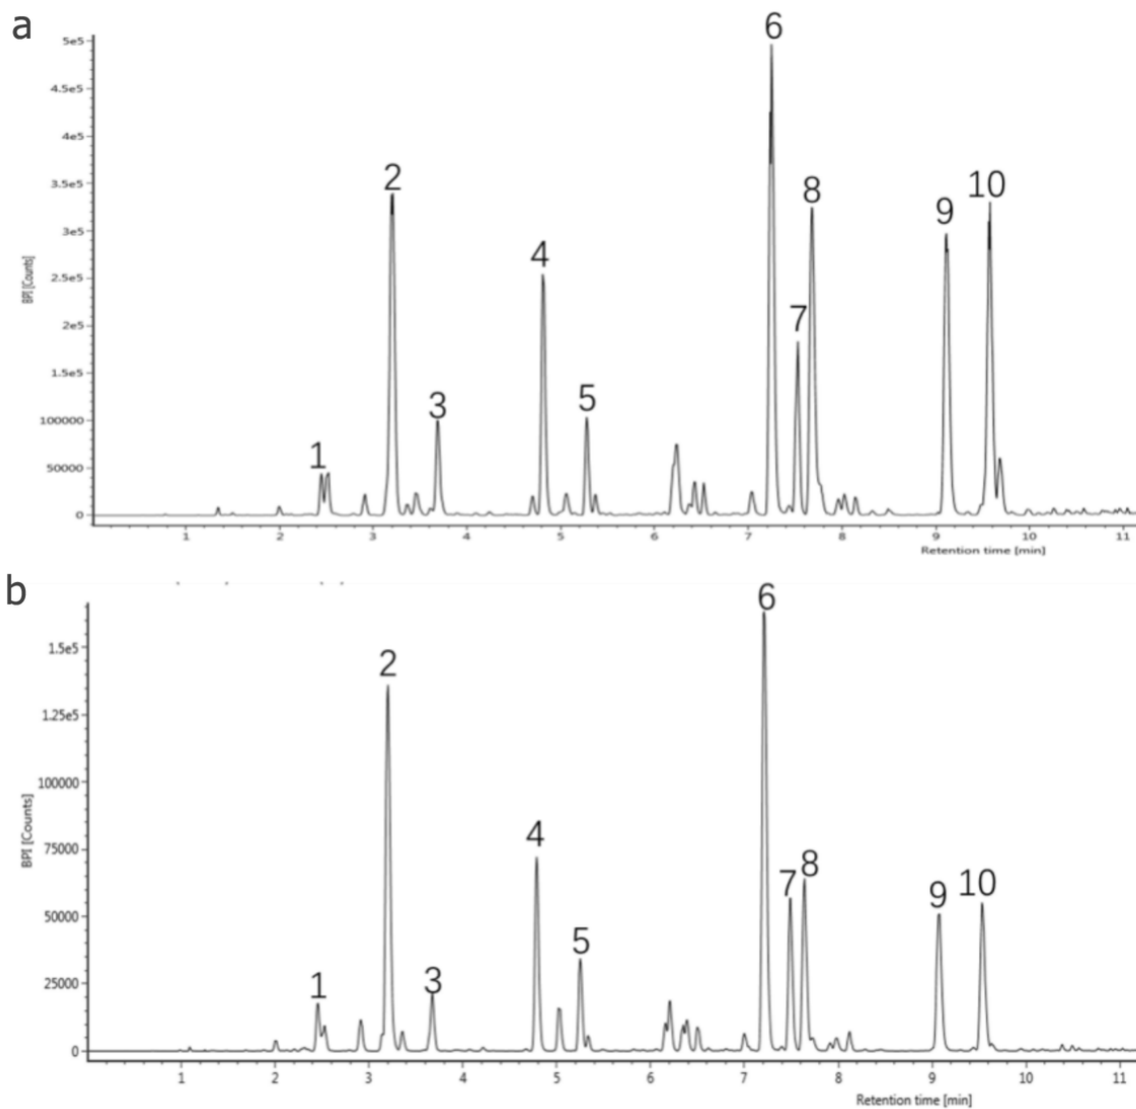 a
6
5e5
4.5e5
4e5
2
8
10
3.5e5
9
3e5
4
BPI [Counts]
2.5e5
7
2e5
1.5e5
3
5
100000
1
50000
0
1 2 3 4 5 6 7 8 9 10 11
Retention time [min]
b
6
1.5e5
2
1.25e5
100000
BPI [Counts]
4
75000
7 8
9 10
50000
5
1 3
25000
0
1 2 3 4 5 6 7 8 9 10 11
Retention time [min]